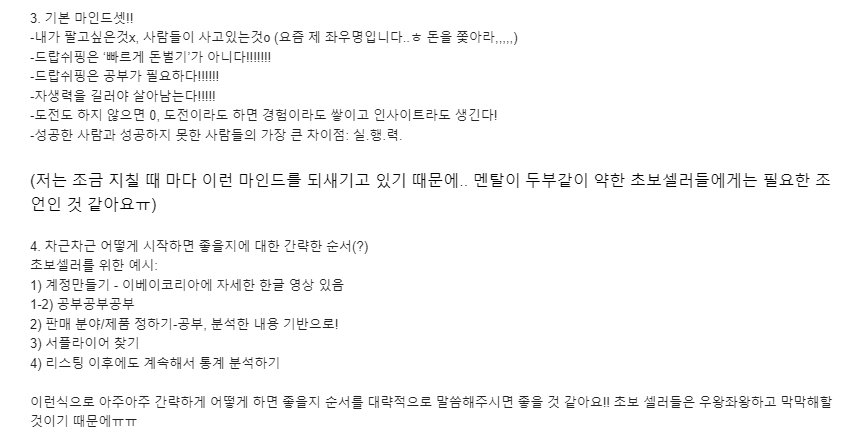 3. 기본 마인드셋!!
-내가 팔고싶은것x, 사람들이 사고있는것o (요즘 제 좌우명입니다..ㅎ 돈을 쫓아라,,,,,)
-드랍쉬핑은 '빠르게 돈벌기'가 아니다!!!!!!!
-드랍쉬핑은 공부가 필요하다!!!!!!
-자생력을 길러야 살아남는다!!!!!
-도전도 하지 않으면 0, 도전이라도 하면 경험이라도 쌓이고 인사이트라도 생긴다!
-성공한 사람과 성공하지 못한 사람들의 가장 큰 차이점: 실.행.력.
(저는 조금 지칠 때 마다 이런 마인드를 되새기고 있기 때문에.. 멘탈이 두부같이 약한 초보셀러들에게는 필요한 조
언인 것 같아요ㅠ)
4. 차근차근 어떻게 시작하면 좋을지에 대한 간략한 순서(?)
초보셀러를 위한 예시:
1) 계정만들기 - 이베이코리아에 자세한 한글 영상 있음
1-2) 공부공부공부
2) 판매 분야/제품 정하기-공부, 분석한 내용 기반으로!
3) 서플라이어 찾기
4) 리스팅 이후에도 계속해서 통계 분석하기
이런식으로 아주아주 간략하게 어떻게 하면 좋을지 순서를 대략적으로 말씀해주시면 좋을 것 같아요!! 초보 셀러들은 우왕좌왕하고 막막해할
것이기 때문에ㅠㅠ